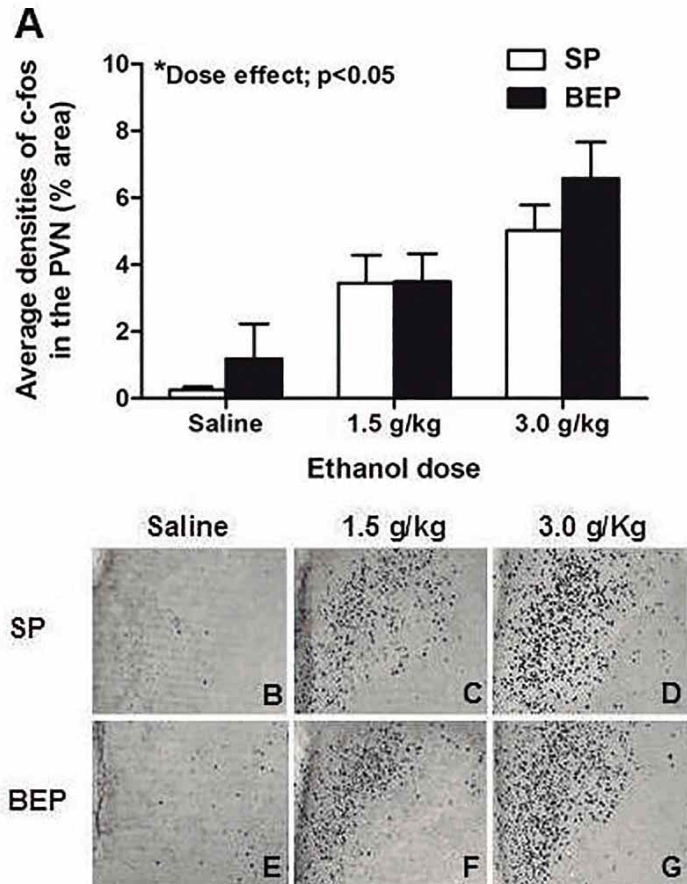 A
*Dose effect; p<0.05
SP
BEP
Average densities of c-fos
in the PVN (% area)
10
8
6
4
2
0
Saline
1.5 g/kg
3.0 g/kg
Ethanol dose
Saline
1.5 g/kg
3.0 g/Kg
SP
B
C
D
BEP
E
F
G